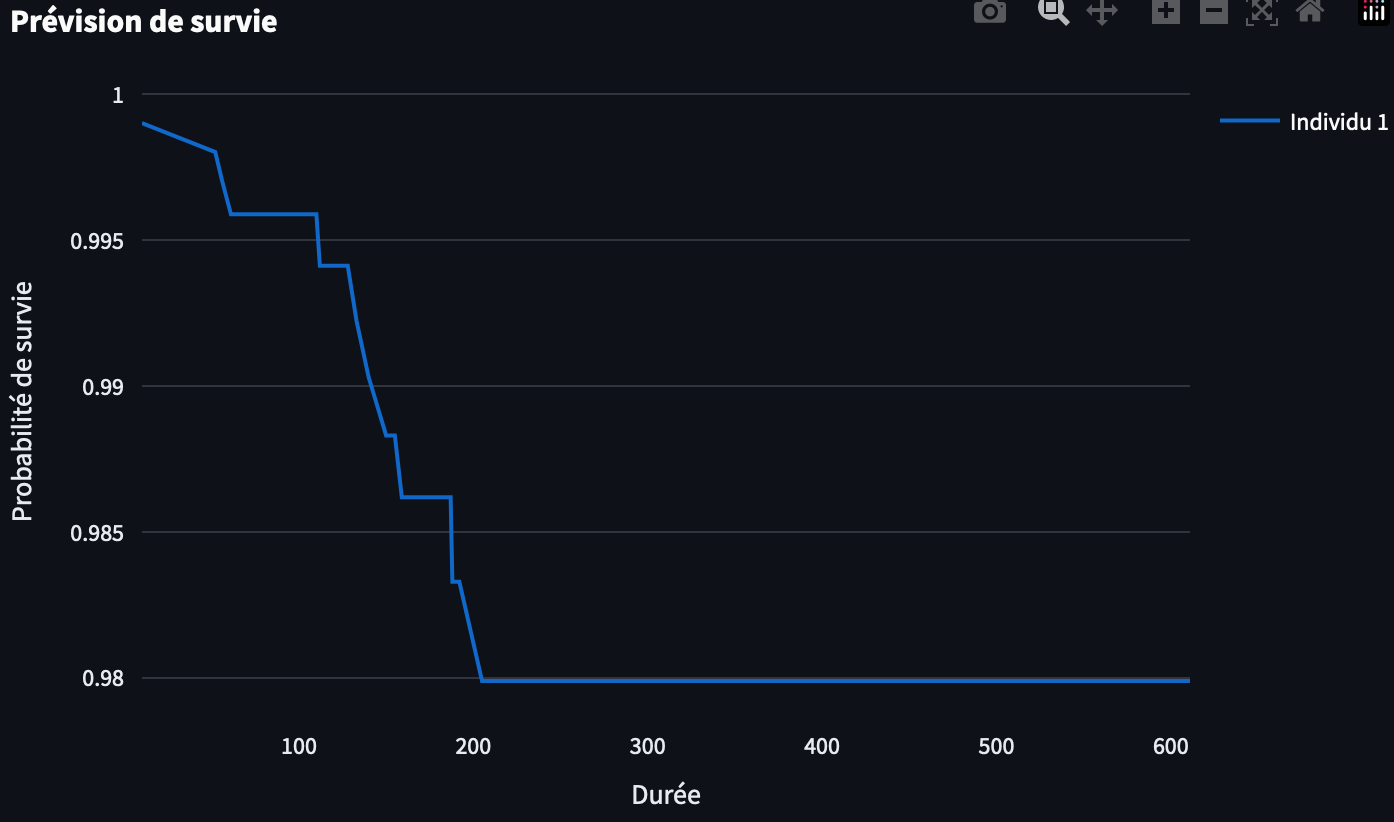 Prévision de survie
1
0.995
0.99
0.985
0.98
Probabilité de survie
100 200 300 400 500 600
Durée
Individu 1